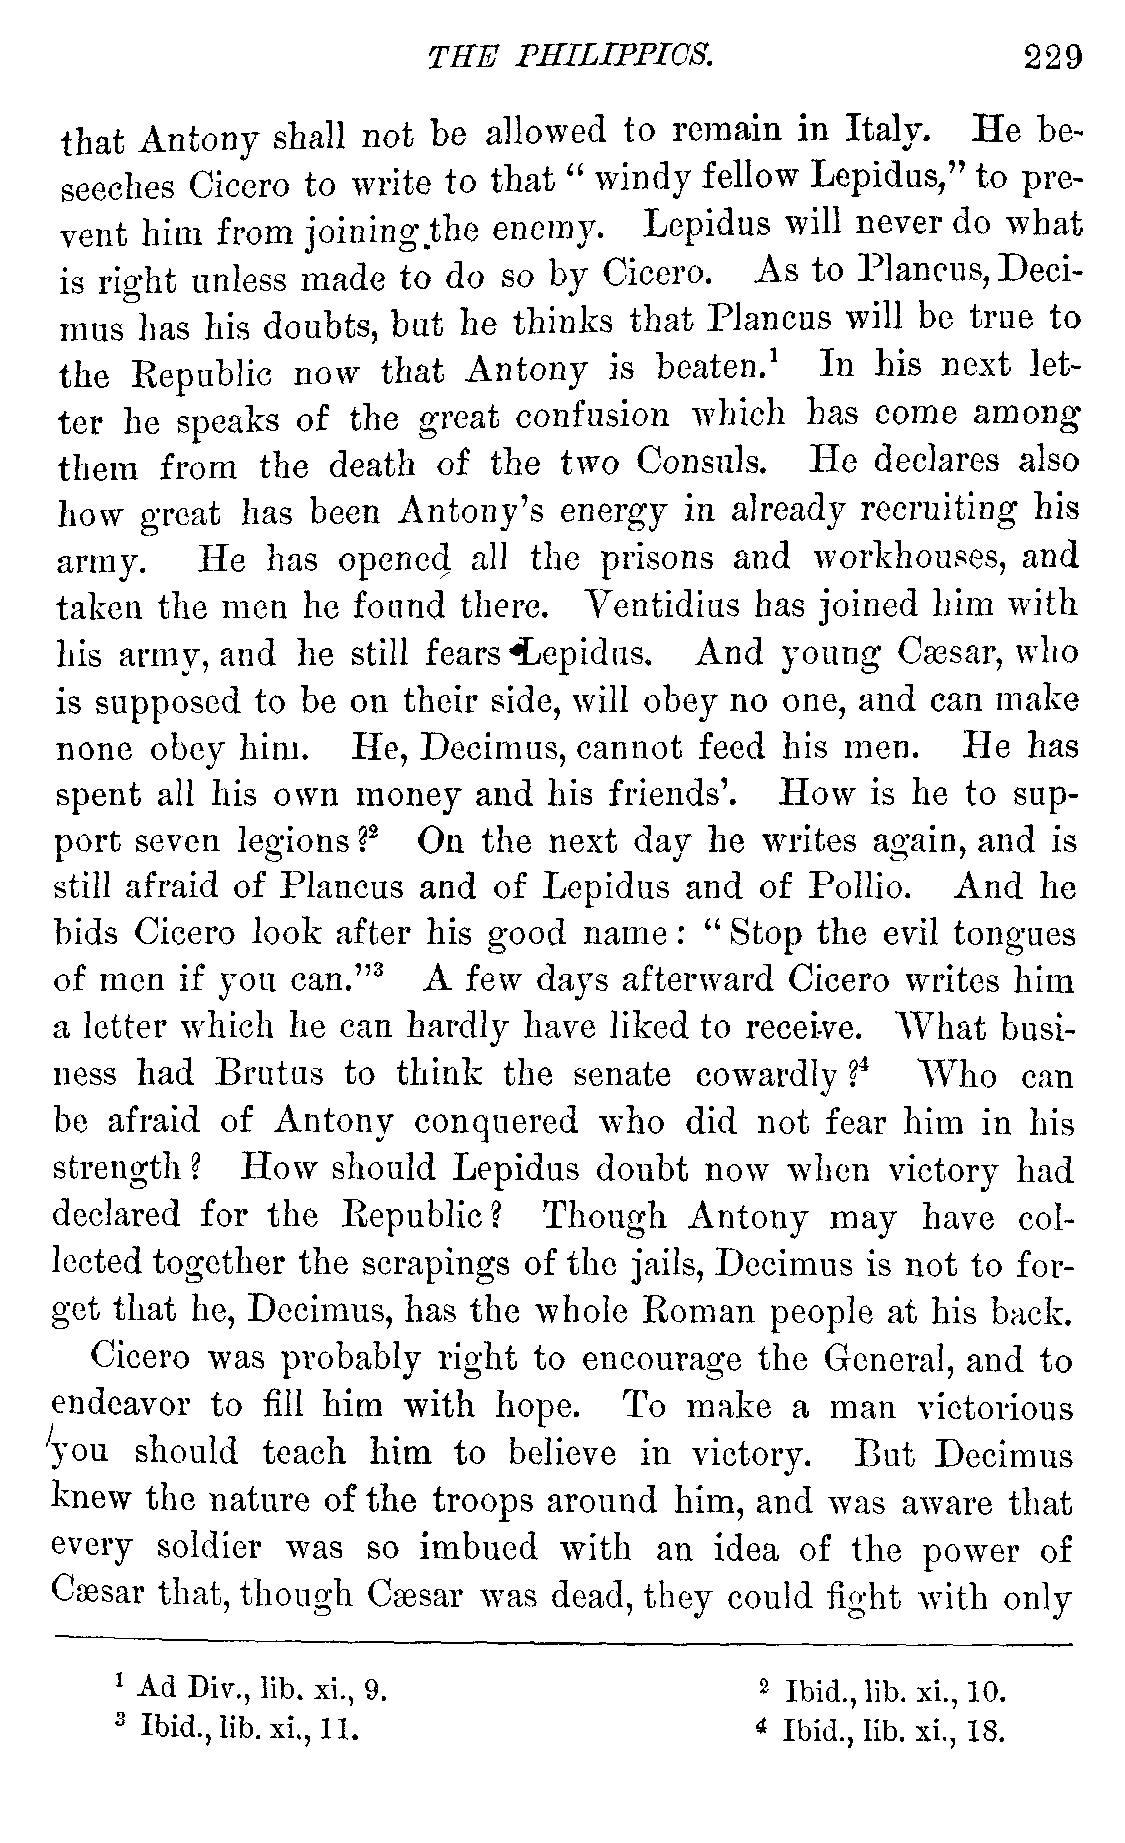 THE PHILIPPICS. 229
that Antony shall not be allowed to remain in Italy. He be-
seeches Cicero to write to that “ windy fellow Lepidus,” to pre-
vent him from joining the enemy. Lepidus will never do what
is right unless made to do so by Cicero. As to Plancus, Deci-
mus has his doubts, but he thinks that Plancus will be true to
the Republic now that Antony is beaten.¹ In his next let-
ter he speaks of the great confusion which has come among
them from the death of the two Consuls. He declares also
how great has been Antony’s energy in already recruiting his
army. He has opened all the prisons and workhouses, and
taken the men he found there. Ventidius has joined him with
his army, and he still fears Lepidus. And young Cæsar, who
is supposed to be on their side, will obey no one, and can make
none obey him. He, Decimus, cannot feed his men. He has
spent all his own money and his friends’. How is he to sup-
port seven legions?² On the next day he writes again, and is
still afraid of Plancus and of Lepidus and of Pollio. And he
bids Cicero look after his good name: “ Stop the evil tongues
of men if you can.”³ A few days afterward Cicero writes him
a letter which he can hardly have liked to receive. What busi-
ness had Brutus to think the senate cowardly?⁴ Who can
be afraid of Antony conquered who did not fear him in his
strength? How should Lepidus doubt now when victory had
declared for the Republic? Though Antony may have col-
lected together the scrapings of the jails, Decimus is not to for-
get that he, Decimus, has the whole Roman people at his back.
Cicero was probably right to encourage the General, and to
endeavor to fill him with hope. To make a man victorious
you should teach him to believe in victory. But Decimus
knew the nature of the troops around him, and was aware that
every soldier was so imbued with an idea of the power of
Cæsar that, though Cæsar was dead, they could fight with only
¹ Ad Div., lib. xi., 9. ² Ibid., lib. xi., 10.
³ Ibid., lib. xi., 11. ⁴ Ibid., lib. xi., 18.